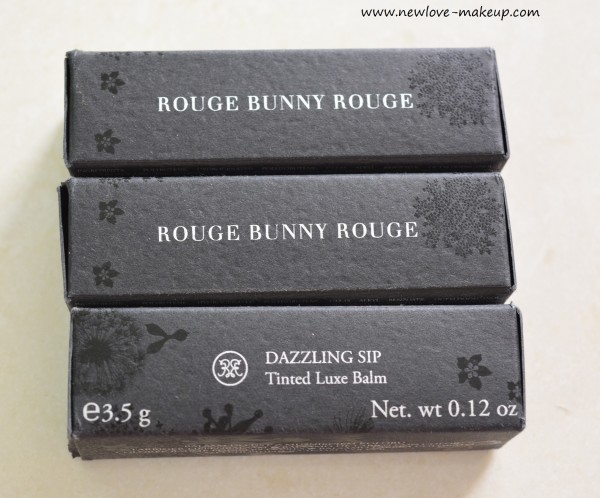 www.newlove-makeup.com
ROUGE BUNNY ROUGE
ROUGE BUNNY ROUGE
DAZZLING SIP
Tinted Luxe Balm
e3.5 g
Net. wt 0.12 oz